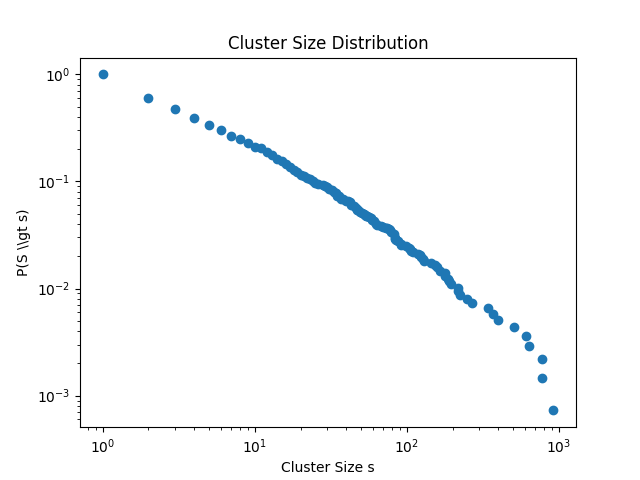 Cluster Size Distribution
P(S \\gt s)
10^0
10^-1
10^-2
10^-3
10^0 10^1 10^2 10^3
Cluster Size s